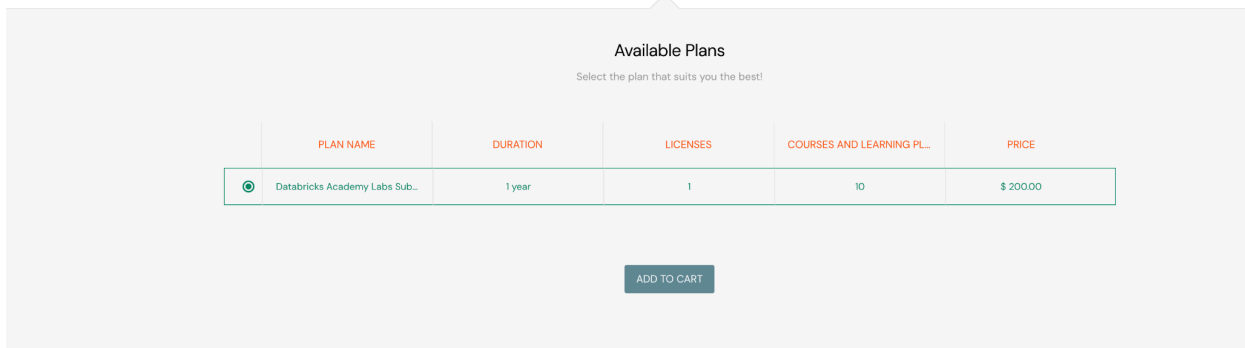 Available Plans
Select the plan that suits you the best!
PLAN NAME DURATION LICENSES COURSES AND LEARNING PL... PRICE
Databricks Academy Labs Sub... 1 year 1 10 $ 200.00
ADD TO CART